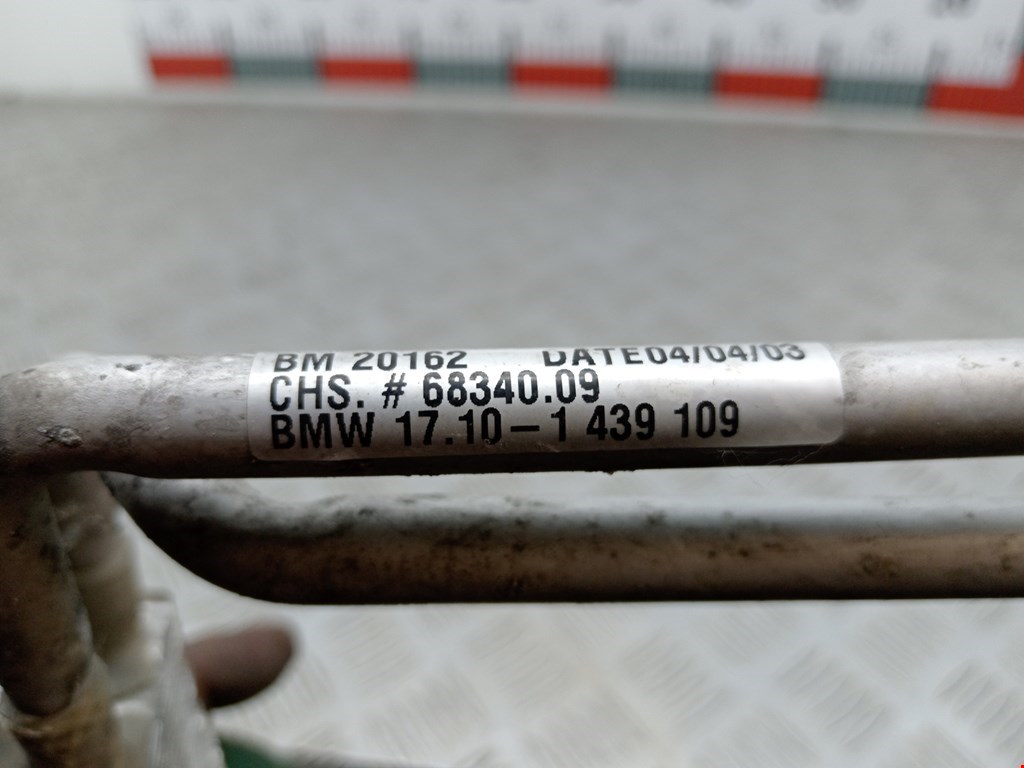 BM 20162 DATE04/04/03
CHS. # 68340.09
BMW 17.10-1 439 109